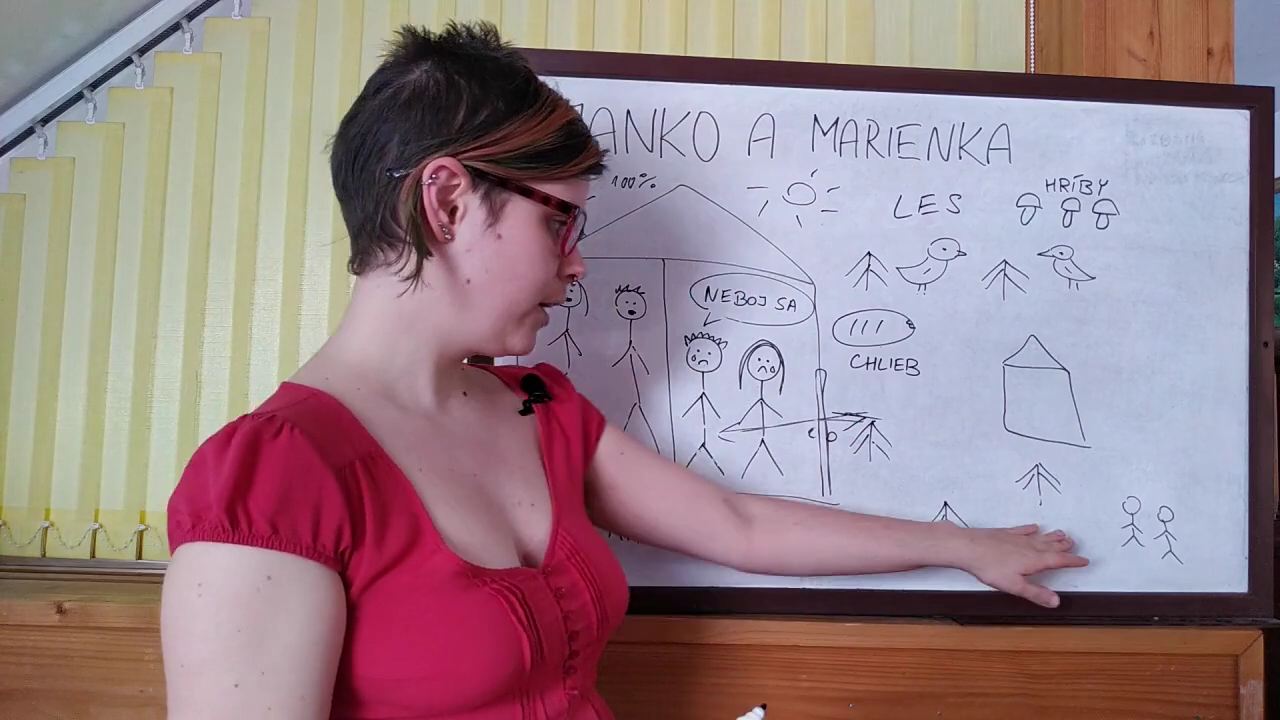 ANKO A MARIENKA
100%
LES
HRÍBY
NEBOJ SA
CHLIEB